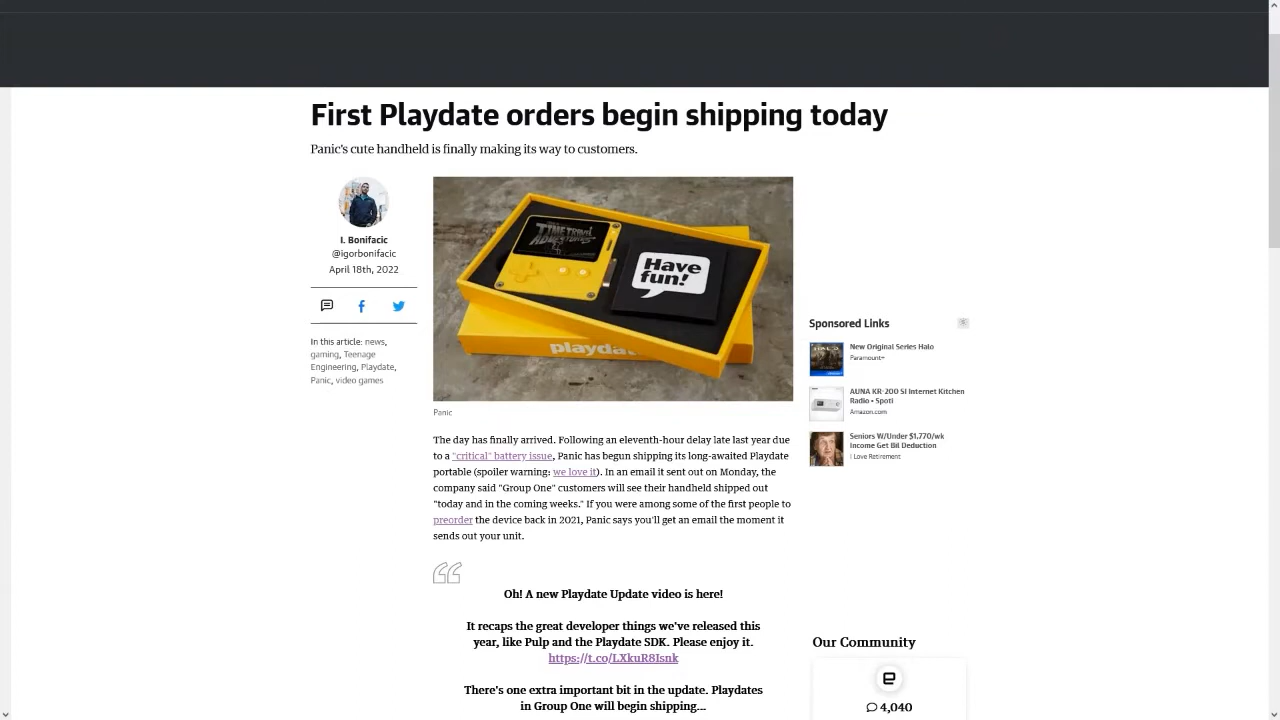 First Playdate orders begin shipping today
Panic's cute handheld is finally making its way to customers.
I. Bonifacic
@igorbonifacic
April 18th, 2022
In this article: news,
gaming, Teenage
Engineering, Playdate,
Panic, video games
TIME TRAVEL
ADVENTURES
Have
fun!
playdat
Panic
The day has finally arrived. Following an eleventh-hour delay late last year due
to a "critical" battery issue, Panic has begun shipping its long-awaited Playdate
portable (spoiler warning: we love it). In an email it sent out on Monday, the
company said "Group One" customers will see their handheld shipped out
"today and in the coming weeks." If you were among some of the first people to
preorder the device back in 2021, Panic says you'll get an email the moment it
sends out your unit.
Oh! A new Playdate Update video is here!
It recaps the great developer things we've released this
year, like Pulp and the Playdate SDK. Please enjoy it.
https://t.co/LXkuR8Isnk
There's one extra important bit in the update. Playdates
in Group One will begin shipping...
Sponsored Links
New Original Series Halo
Paramount+
AUNA KR-200 SI Internet Kitchen
Radio • Spoti
Amazon.com
Seniors W/Under $1,770/wk
Income Get Bil Deduction
I Love Retirement
Our Community
4,040